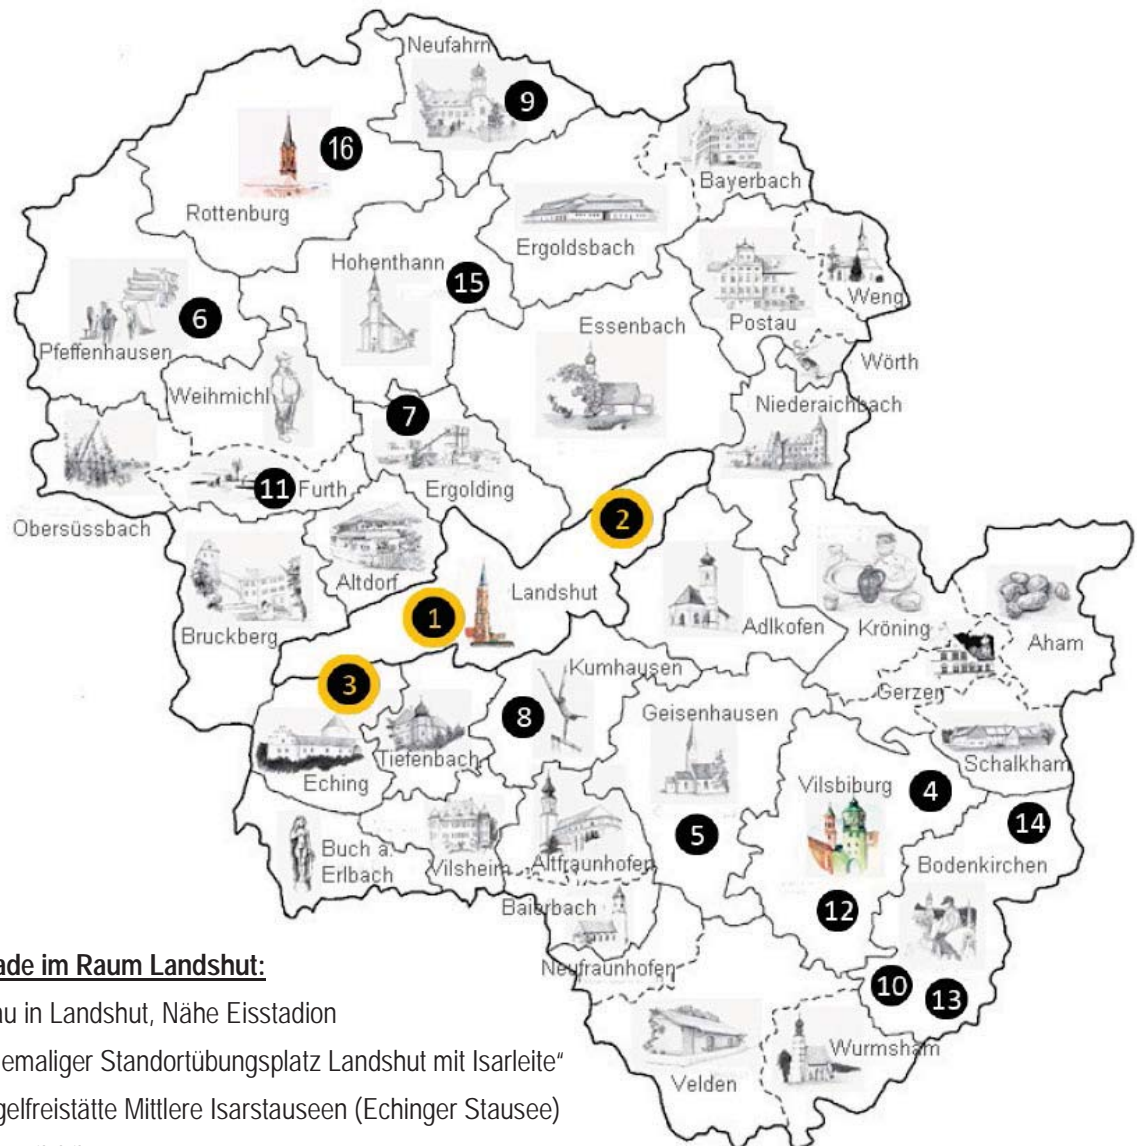 Neufahrn
9
16
Bayerbach
Rottenburg
Ergoldsbach
Hohenthann
15
Weng
6
Essenbach
Postau
Pfeffenhausen
Wörth
Weihmichl
7
Niederaichbach
11
Furth
Ergolding
2
Obersüssbach
Altdorf
Landshut
1
Bruckberg
Adlkofen
Kröning
Aham
3
Kumhausen
Gerzen
8
Geisenhausen
Tiefenbach
Schalkham
Eching
Vilsbiburg
4
14
5
Buch a.
Erlbach
Vilsheim
Altfraunhofen
Bodenkirchen
Baierbach
12
ade im Raum Landshut:
Neufraunhofen
10
13
au in Landshut, Nähe Eisstadion
Wurmsham
emaliger Standortübungsplatz Landshut mit Isarleite“
Velden
gelfreistätte Mittlere Isarstauseen (Echinger Stausee)